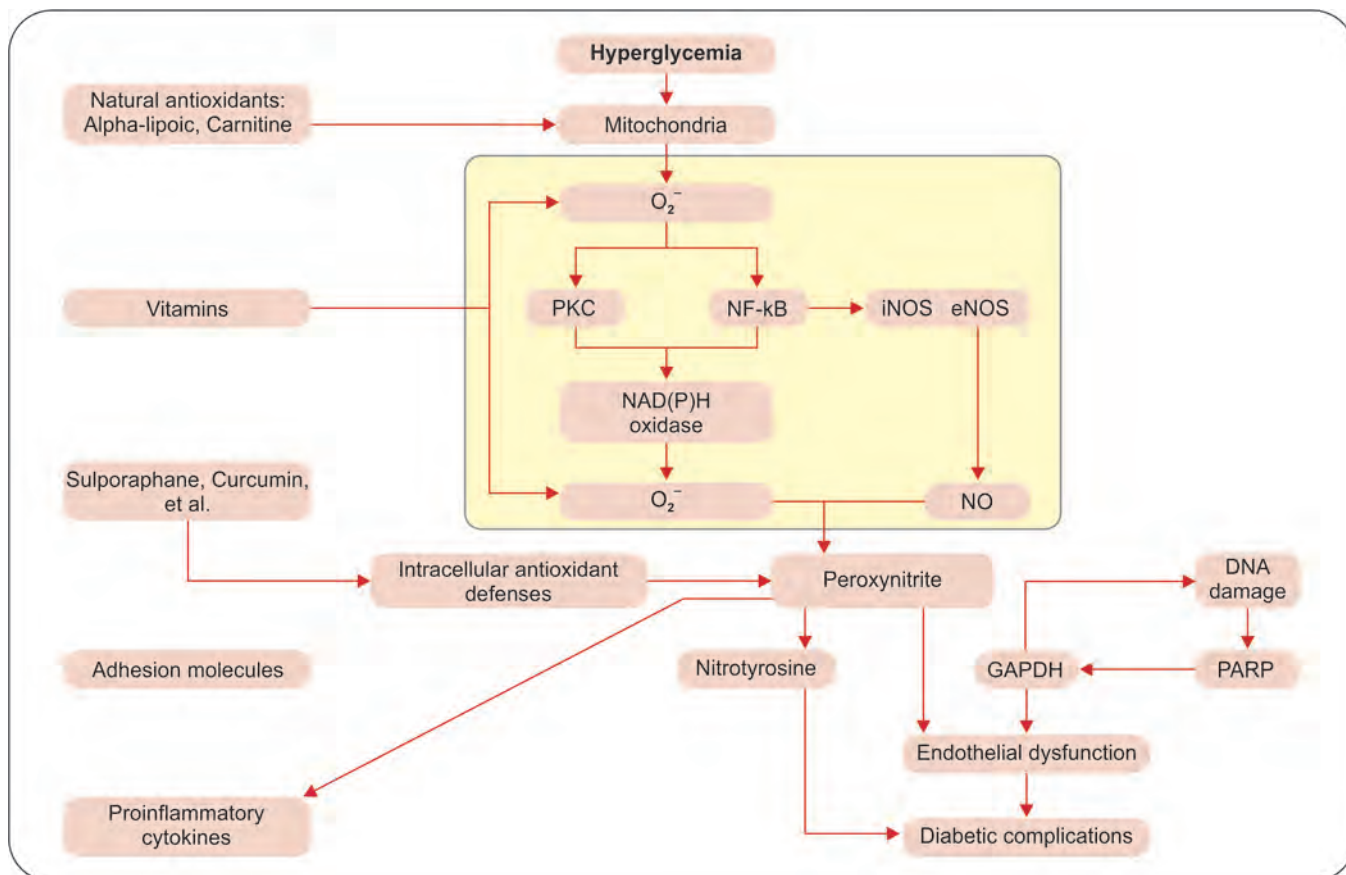 Hyperglycemia
Natural antioxidants:
Alpha-lipoic, Carnitine
Mitochondria
O₂⁻
Vitamins
PKC
NF-kB
iNOS eNOS
NAD(P)H
oxidase
Sulporaphane, Curcumin,
et al.
O₂⁻
NO
Intracellular antioxidant
defenses
Peroxynitrite
DNA
damage
Adhesion molecules
Nitrotyrosine
GAPDH
PARP
Endothelial dysfunction
Proinflammatory
cytokines
Diabetic complications